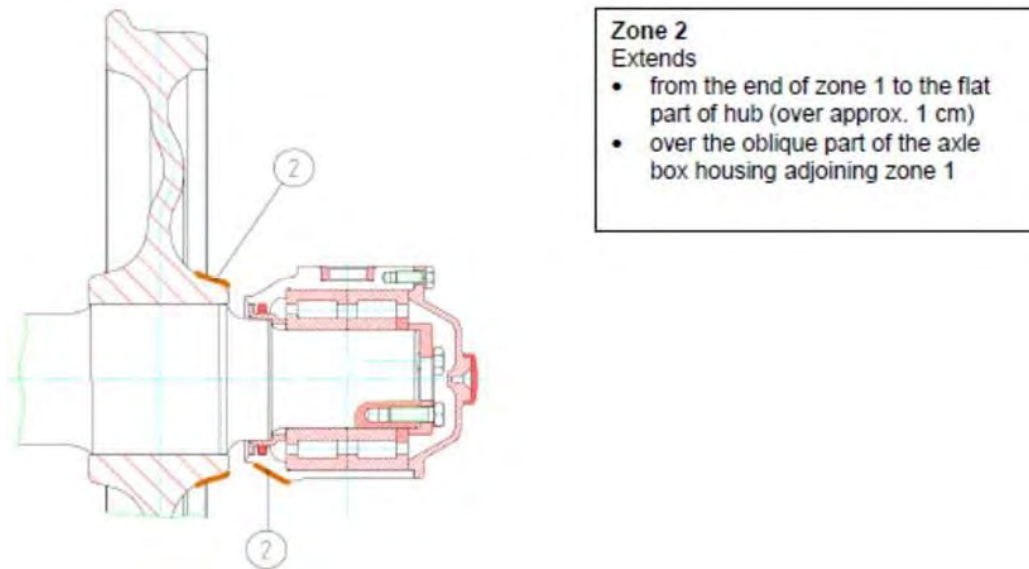 Zone 2
Extends
• from the end of zone 1 to the flat
part of hub (over approx. 1 cm)
• over the oblique part of the axle
box housing adjoining zone 1
2
2